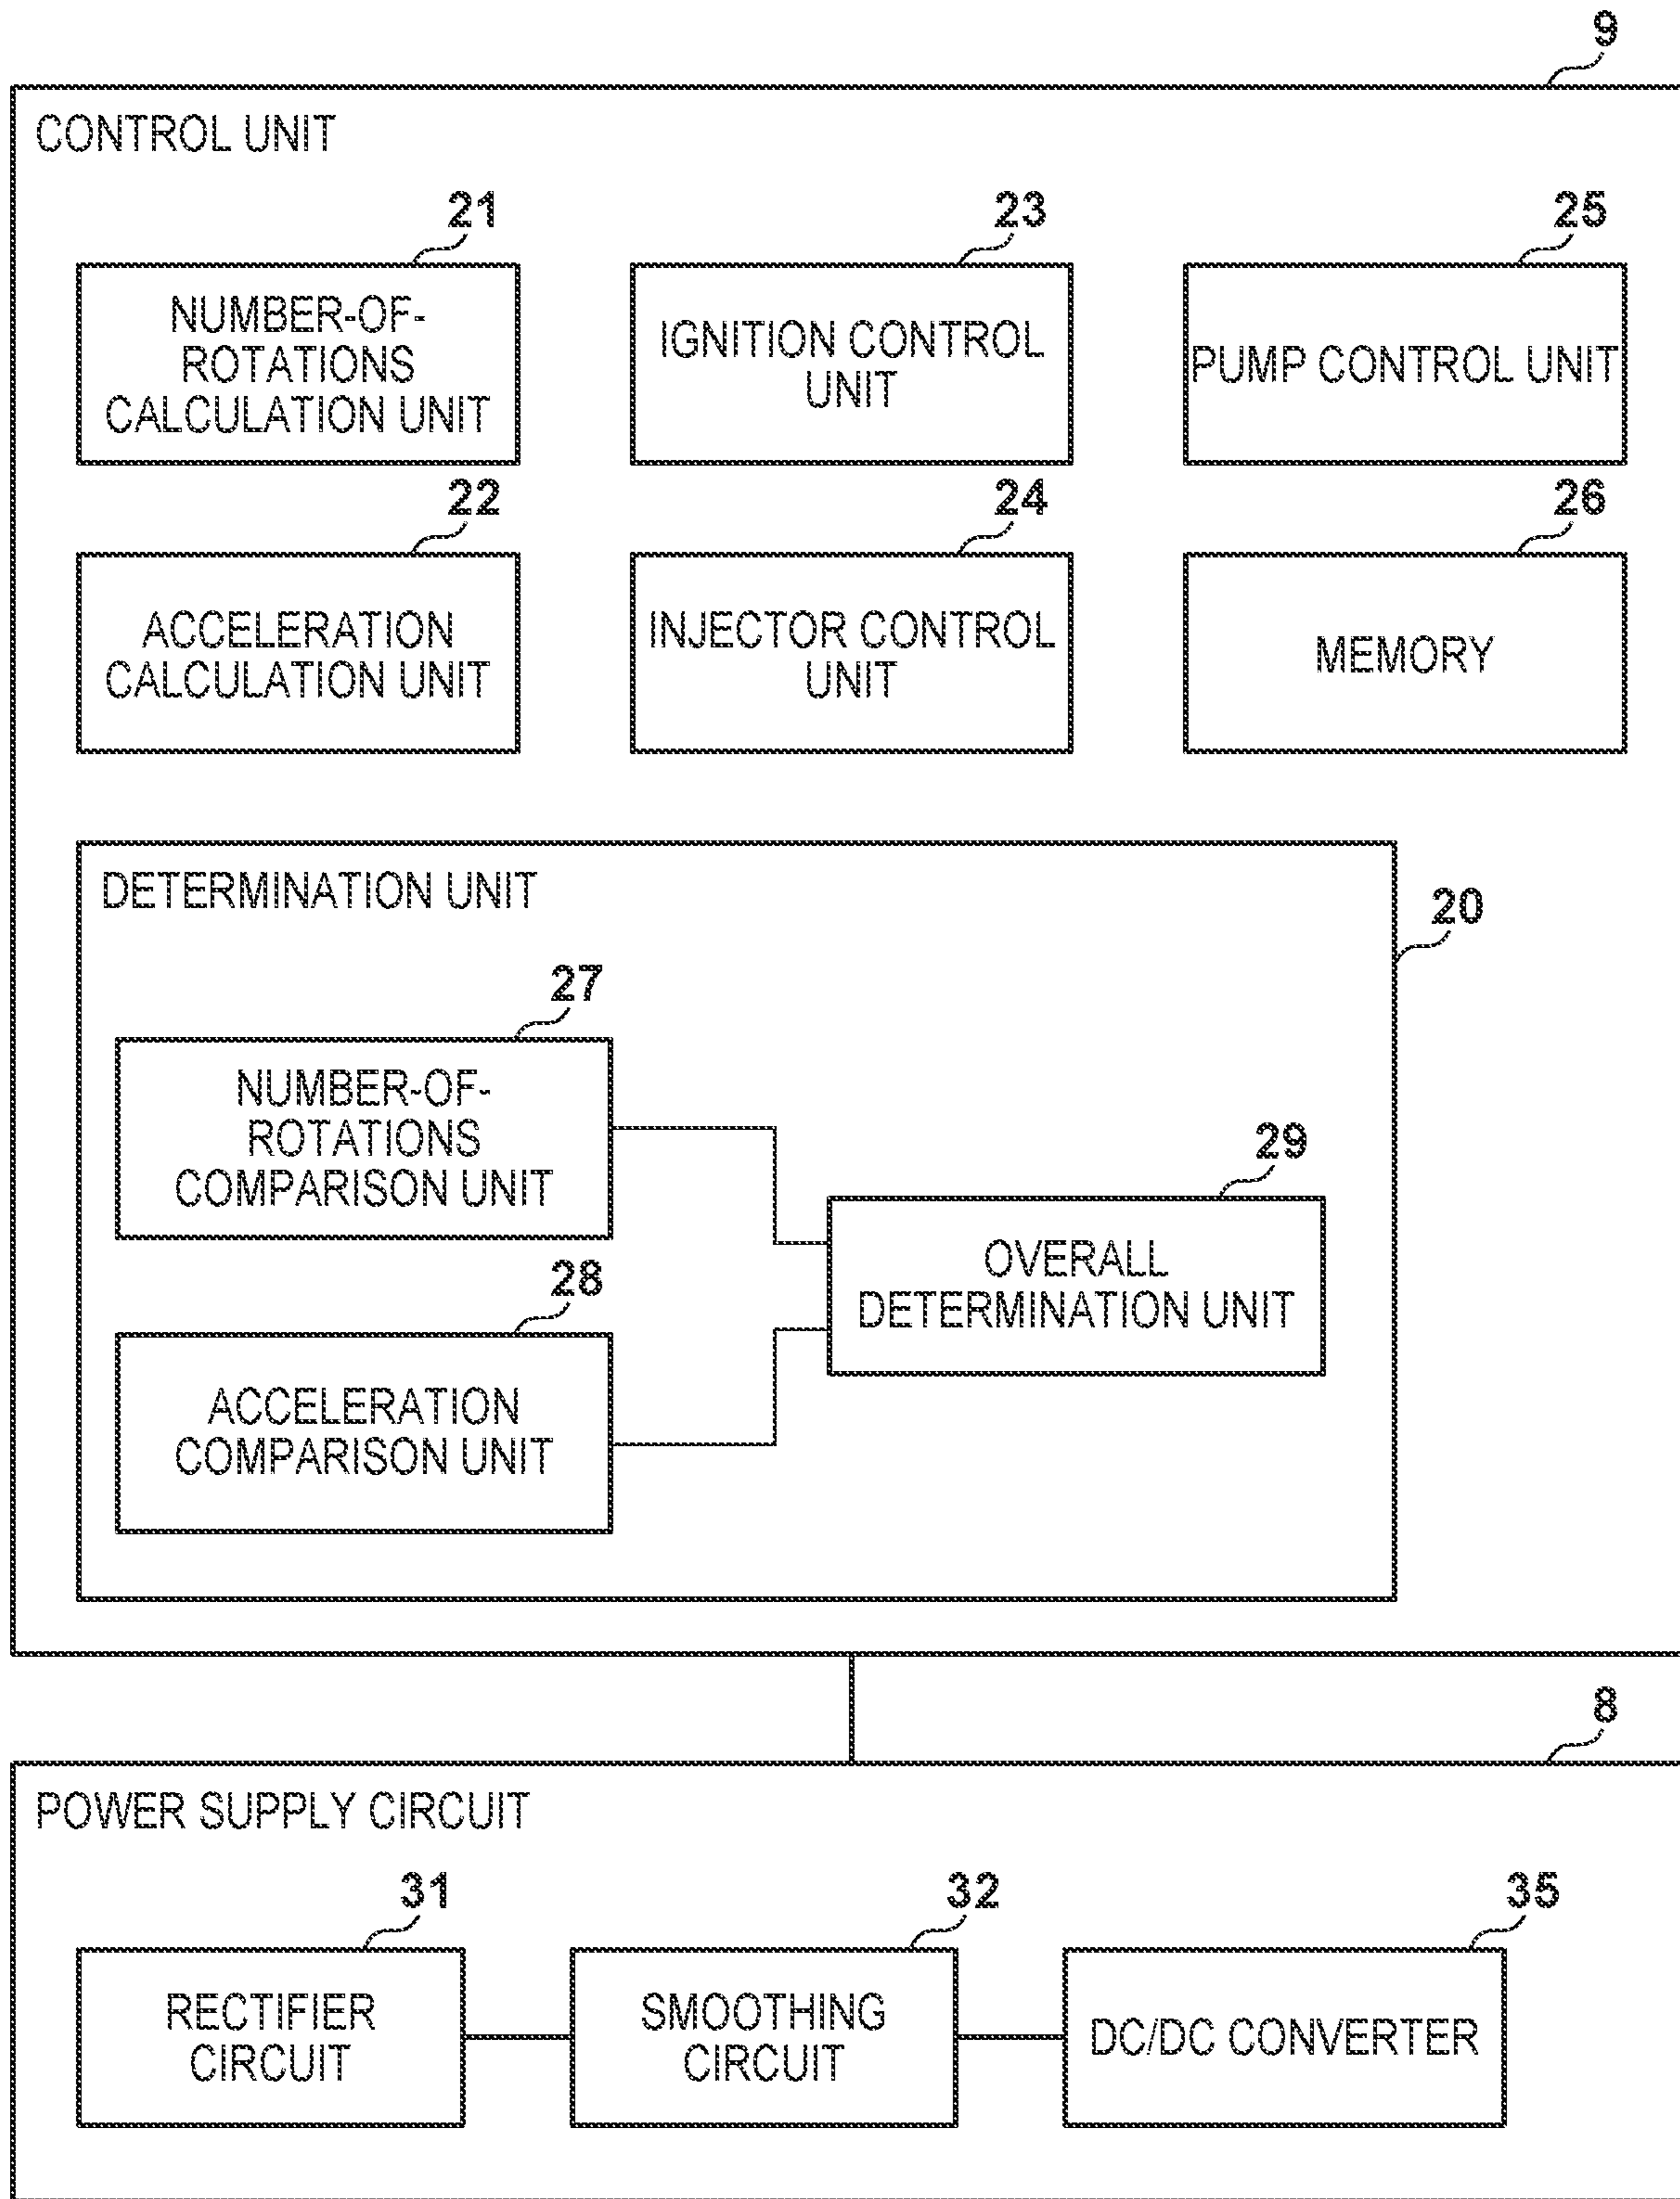 9
CONTROL UNIT
21
NUMBER-OF-
ROTATIONS
CALCULATION UNIT
23
IGNITION CONTROL
UNIT
25
PUMP CONTROL UNIT
22
ACCELERATION
CALCULATION UNIT
24
INJECTOR CONTROL
UNIT
26
MEMORY
DETERMINATION UNIT
20
27
NUMBER-OF-
ROTATIONS
COMPARISON UNIT
29
OVERALL
DETERMINATION UNIT
28
ACCELERATION
COMPARISON UNIT
8
POWER SUPPLY CIRCUIT
31
RECTIFIER
CIRCUIT
32
SMOOTHING
CIRCUIT
35
DC/DC CONVERTER